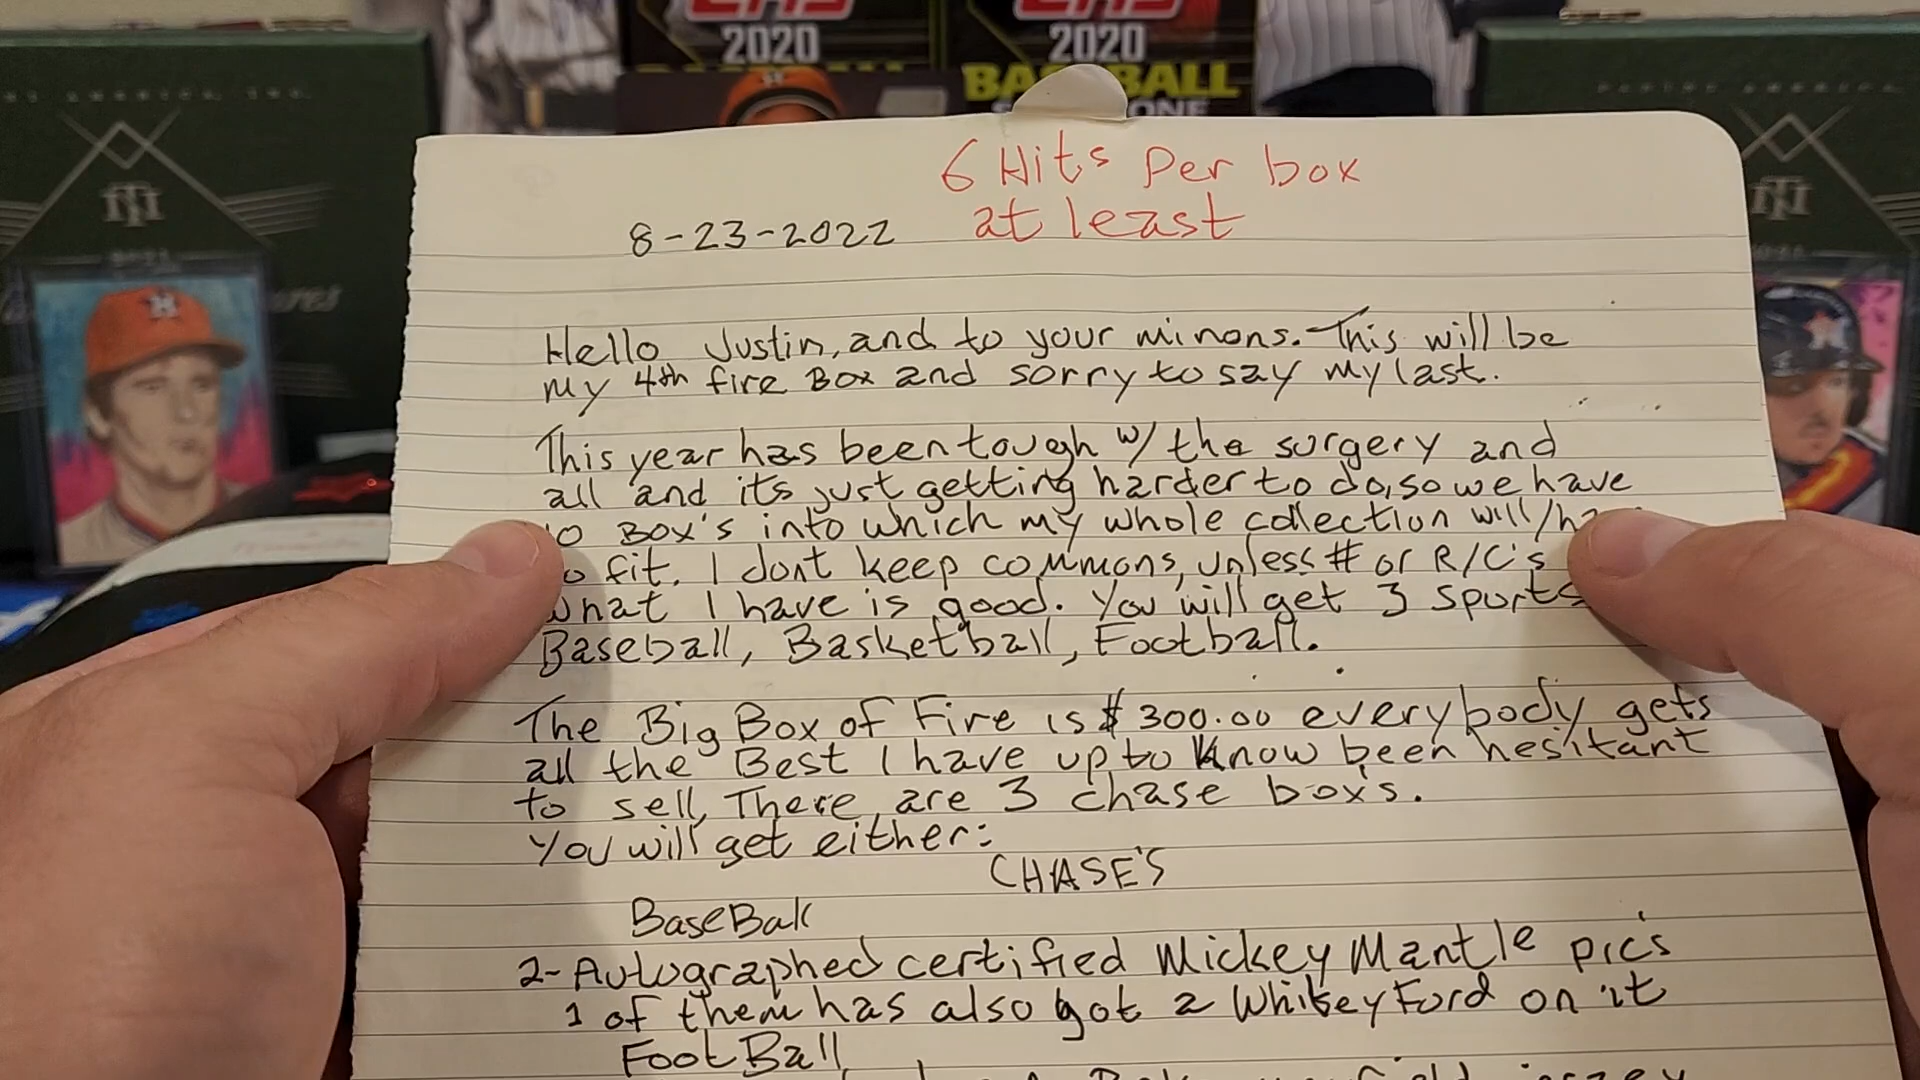 2020
2020
BASEBALL
6 Hits Per box
at least
8-23-2022
Hello Justin, and to your minons. This will be
my 4th fire Box and sorry to say my last.
This year has been tough w/ the surgery and
all and its just getting harder to do, so we have
Box's into which my whole collection will/
fit. I dont keep commons, unless # or R/C's
what I have is good. You will get 3 sports
Baseball, Basketball, Football.
The Big Box of Fire is $300.00 everybody gets
all the Best I have up to know been hesitant
to sell, There are 3 chase box's.
You will get either:
CHASE'S
BaseBall
2-Autographed certified Mickey Mantle pic's
1 of them has also got a Whitey Ford on it
FootBall